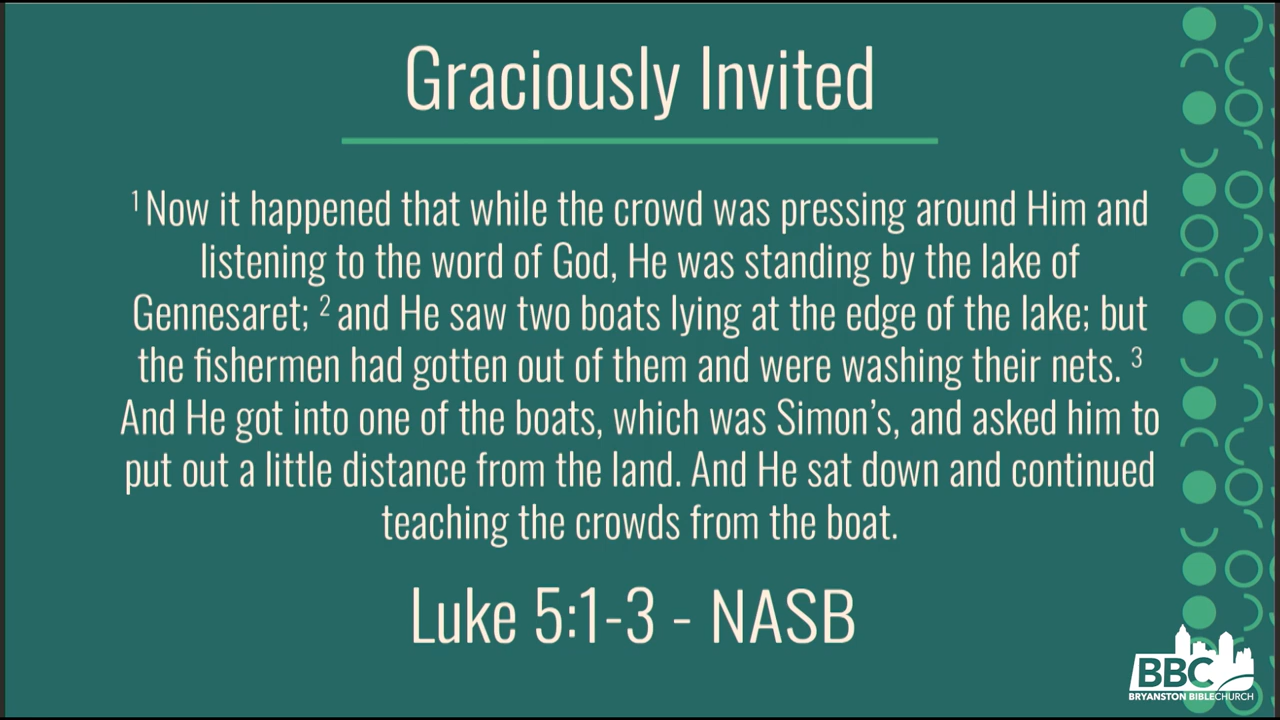 Graciously Invited
1 Now it happened that while the crowd was pressing around Him and
listening to the word of God, He was standing by the lake of
Gennesaret; 2 and He saw two boats lying at the edge of the lake; but
the fishermen had gotten out of them and were washing their nets. 3
And He got into one of the boats, which was Simon’s, and asked him to
put out a little distance from the land. And He sat down and continued
teaching the crowds from the boat.
Luke 5:1-3 - NASB
BBC
BRYANSTON BIBLECHURCH